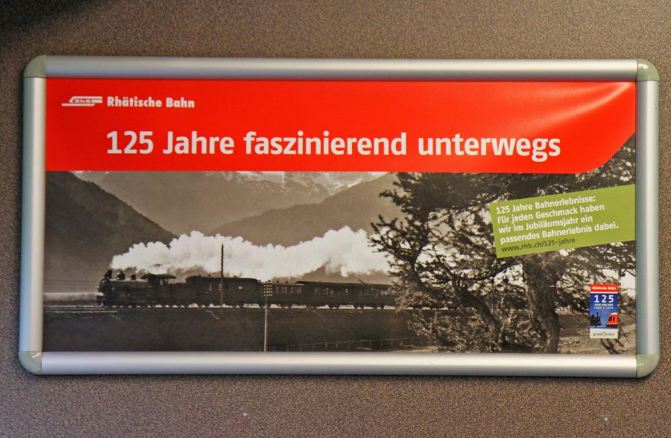 Rhätische Bahn
125 Jahre faszinierend unterwegs
125 Jahre Bahnerlebnisse:
Für jeden Geschmack haben
wir im Jubiläumsjahr ein
passendes Bahnerlebnis dabei.
www.rhb.ch/125-jahre
Rhätische Bahn
125